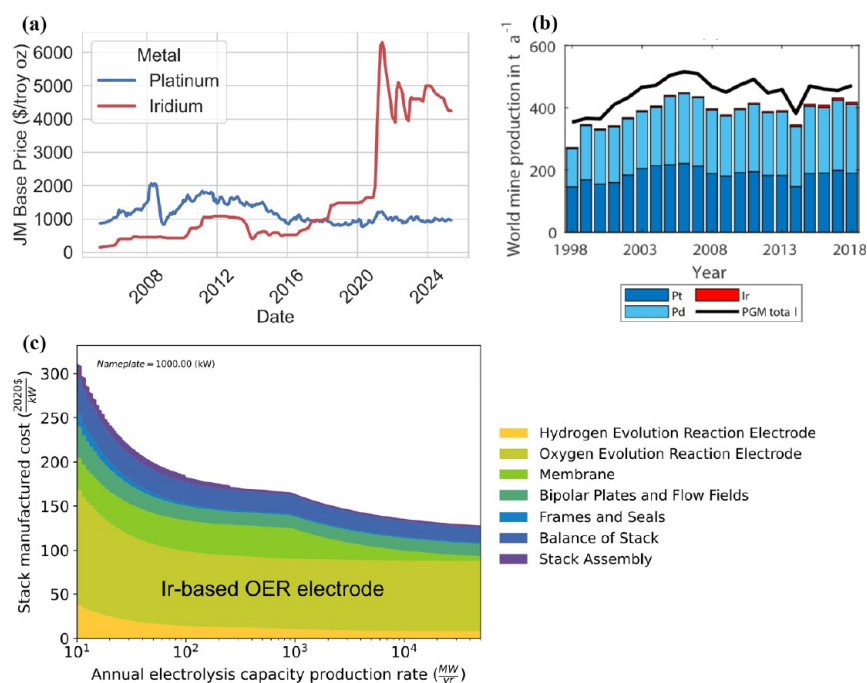 (a)
JM Base Price ($/troy oz)
6000
5000
4000
3000
2000
1000
0
Metal
Platinum
Iridium
2008
2012
2016
2020
2024
Date
(b)
World mine production in t a⁻¹
600
400
200
0
1998
2003
2008
2013
2018
Year
Pt
Ir
Pd
PGM total
(c)
Nameplate = 1000.00 (kW)
Stack manufactured cost (2020$/kW)
300
250
200
150
100
50
0
Ir-based OER electrode
10¹
10²
10³
10⁴
Annual electrolysis capacity production rate (MW/yr)
Hydrogen Evolution Reaction Electrode
Oxygen Evolution Reaction Electrode
Membrane
Bipolar Plates and Flow Fields
Frames and Seals
Balance of Stack
Stack Assembly